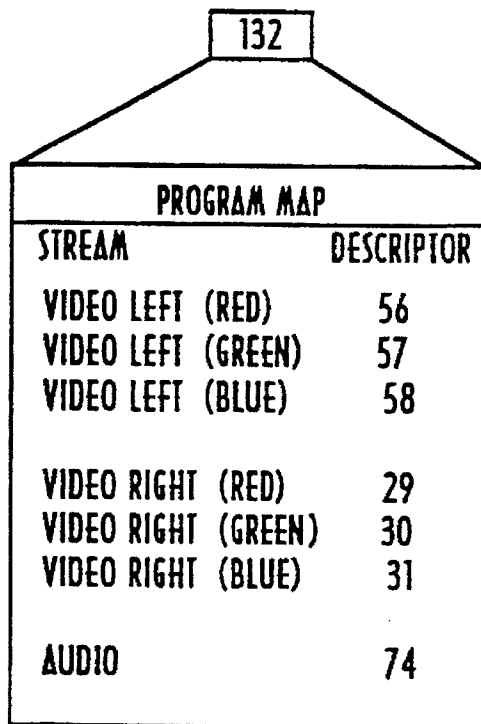 132
PROGRAM MAP
STREAM DESCRIPTOR
VIDEO LEFT (RED) 56
VIDEO LEFT (GREEN) 57
VIDEO LEFT (BLUE) 58
VIDEO RIGHT (RED) 29
VIDEO RIGHT (GREEN) 30
VIDEO RIGHT (BLUE) 31
AUDIO 74